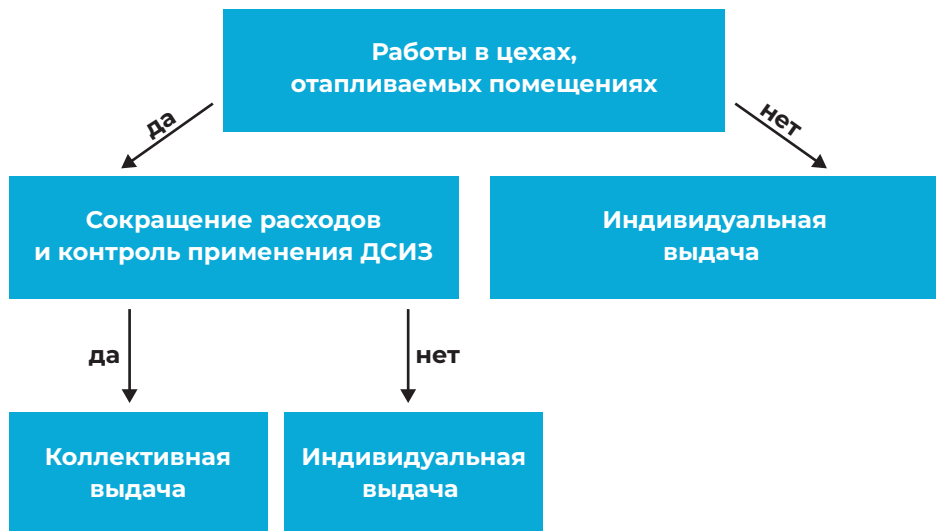 Работы в цехах,
отапливаемых помещениях
да
нет
Сокращение расходов
и контроль применения ДСИЗ
Индивидуальная
выдача
да
нет
Коллективная
выдача
Индивидуальная
выдача